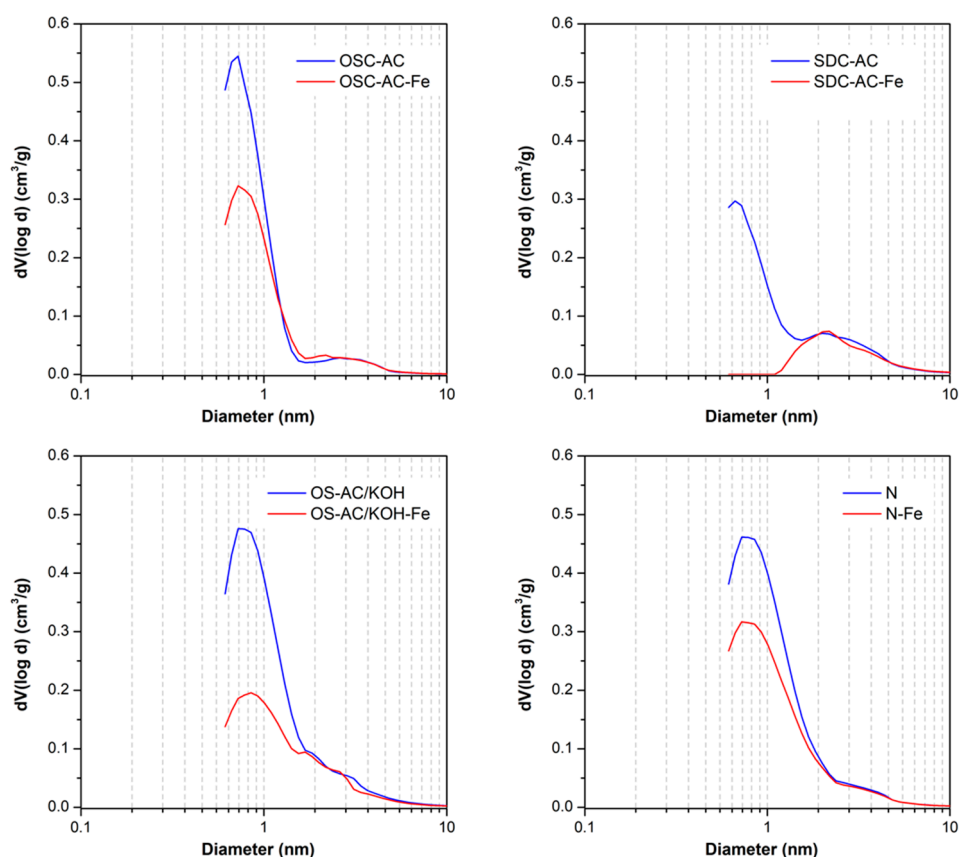 0.6
0.5
0.4
0.3
0.2
0.1
0.0
dV(log d) (cm³/g)
OSC-AC
OSC-AC-Fe
0.1
1
10
Diameter (nm)
0.6
0.5
0.4
0.3
0.2
0.1
0.0
dV(log d) (cm³/g)
SDC-AC
SDC-AC-Fe
0.1
1
10
Diameter (nm)
0.6
0.5
0.4
0.3
0.2
0.1
0.0
dV(log d) (cm³/g)
OS-AC/KOH
OS-AC/KOH-Fe
0.1
1
10
Diameter (nm)
0.6
0.5
0.4
0.3
0.2
0.1
0.0
dV(log d) (cm³/g)
N
N-Fe
0.1
1
10
Diameter (nm)